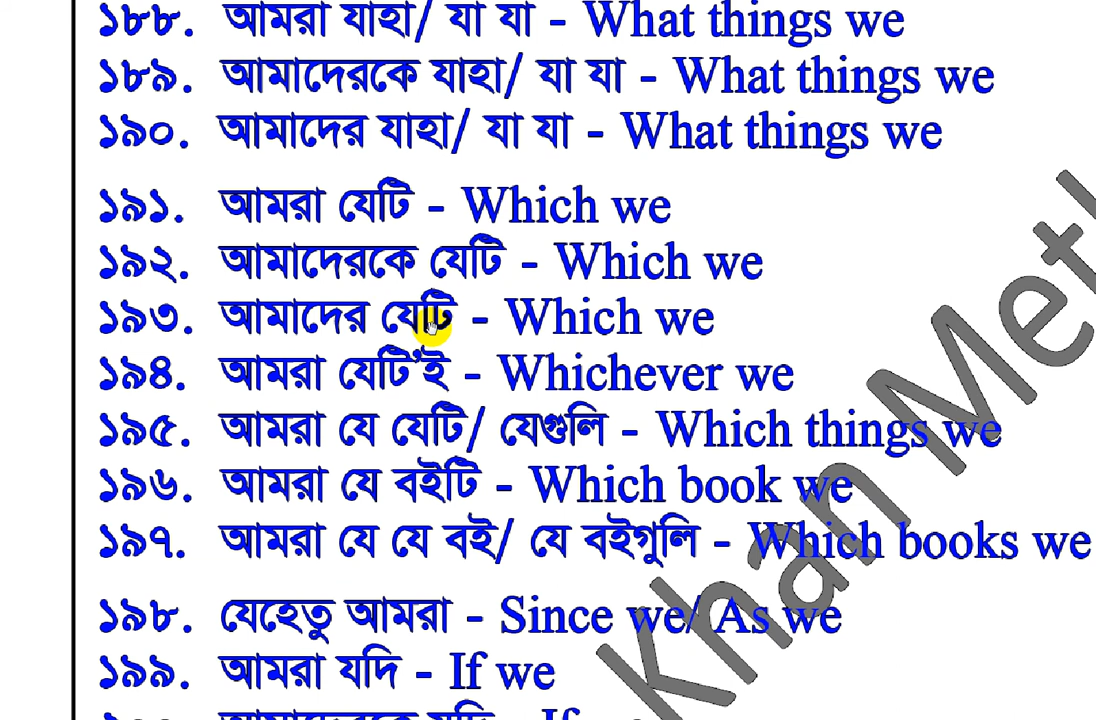 ১৮৮. আমরা যাহা/ যা যা - What things we
১৮৯. আমাদেরকে যাহা/ যা যা - What things we
১৯০. আমাদের যাহা/ যা যা - What things we
১৯১. আমরা যেটি - Which we
১৯২. আমাদেরকে যেটি - Which we
১৯৩. আমাদের যেটি - Which we
১৯৪. আমরা যেটি'ই - Whichever we
১৯৫. আমরা যে যেটি/ যেগুলি - Which things we
১৯৬. আমরা যে বইটি - Which book we
১৯৭. আমরা যে যে বই/ যে বইগুলি - Which books we
১৯৮. যেহেতু আমরা - Since we/ As we
১৯৯. আমরা যদি - If we
Khan